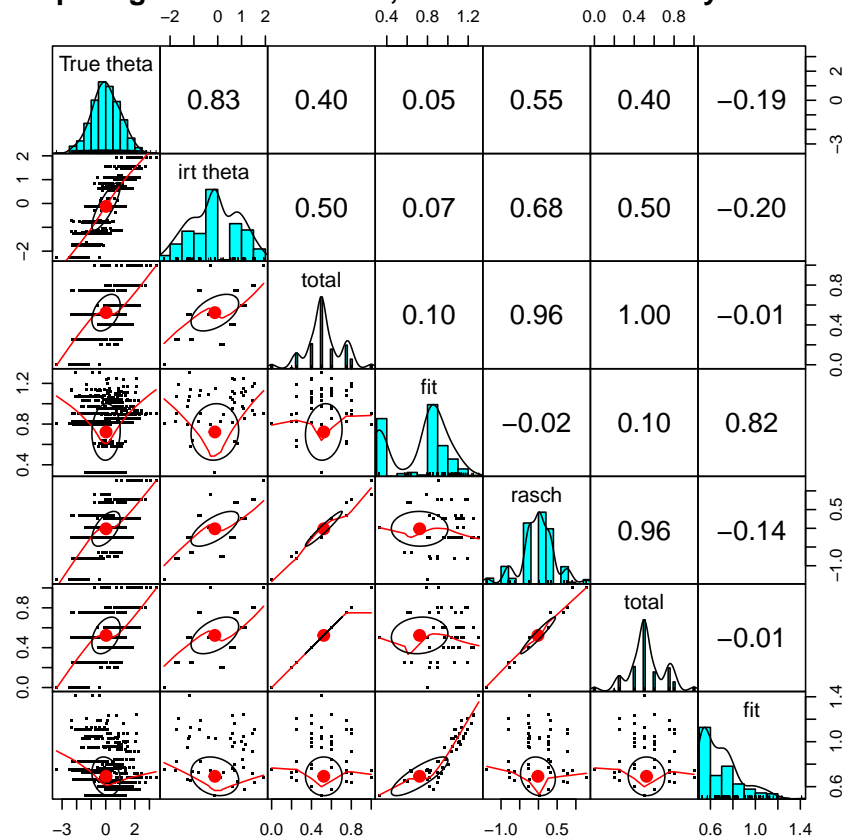 −2 0 1 2 0.4 0.8 1.2 0.0 0.4 0.8
True theta
0.83 0.40 0.05 0.55 0.40 −0.19
−3 0 2
irt theta
0.50 0.07 0.68 0.50 −0.20
−2 0 1 2
total
0.10 0.96 1.00 −0.01
0.0 0.4 0.8
fit
−0.02 0.10 0.82
0.4 0.8 1.2
rasch
0.96 −0.14
−1.0 0.5
total
−0.01
0.0 0.4 0.8
fit
0.6 1.0 1.4
−3 0 2 0.0 0.4 0.8 −1.0 0.5 0.6 1.0 1.4